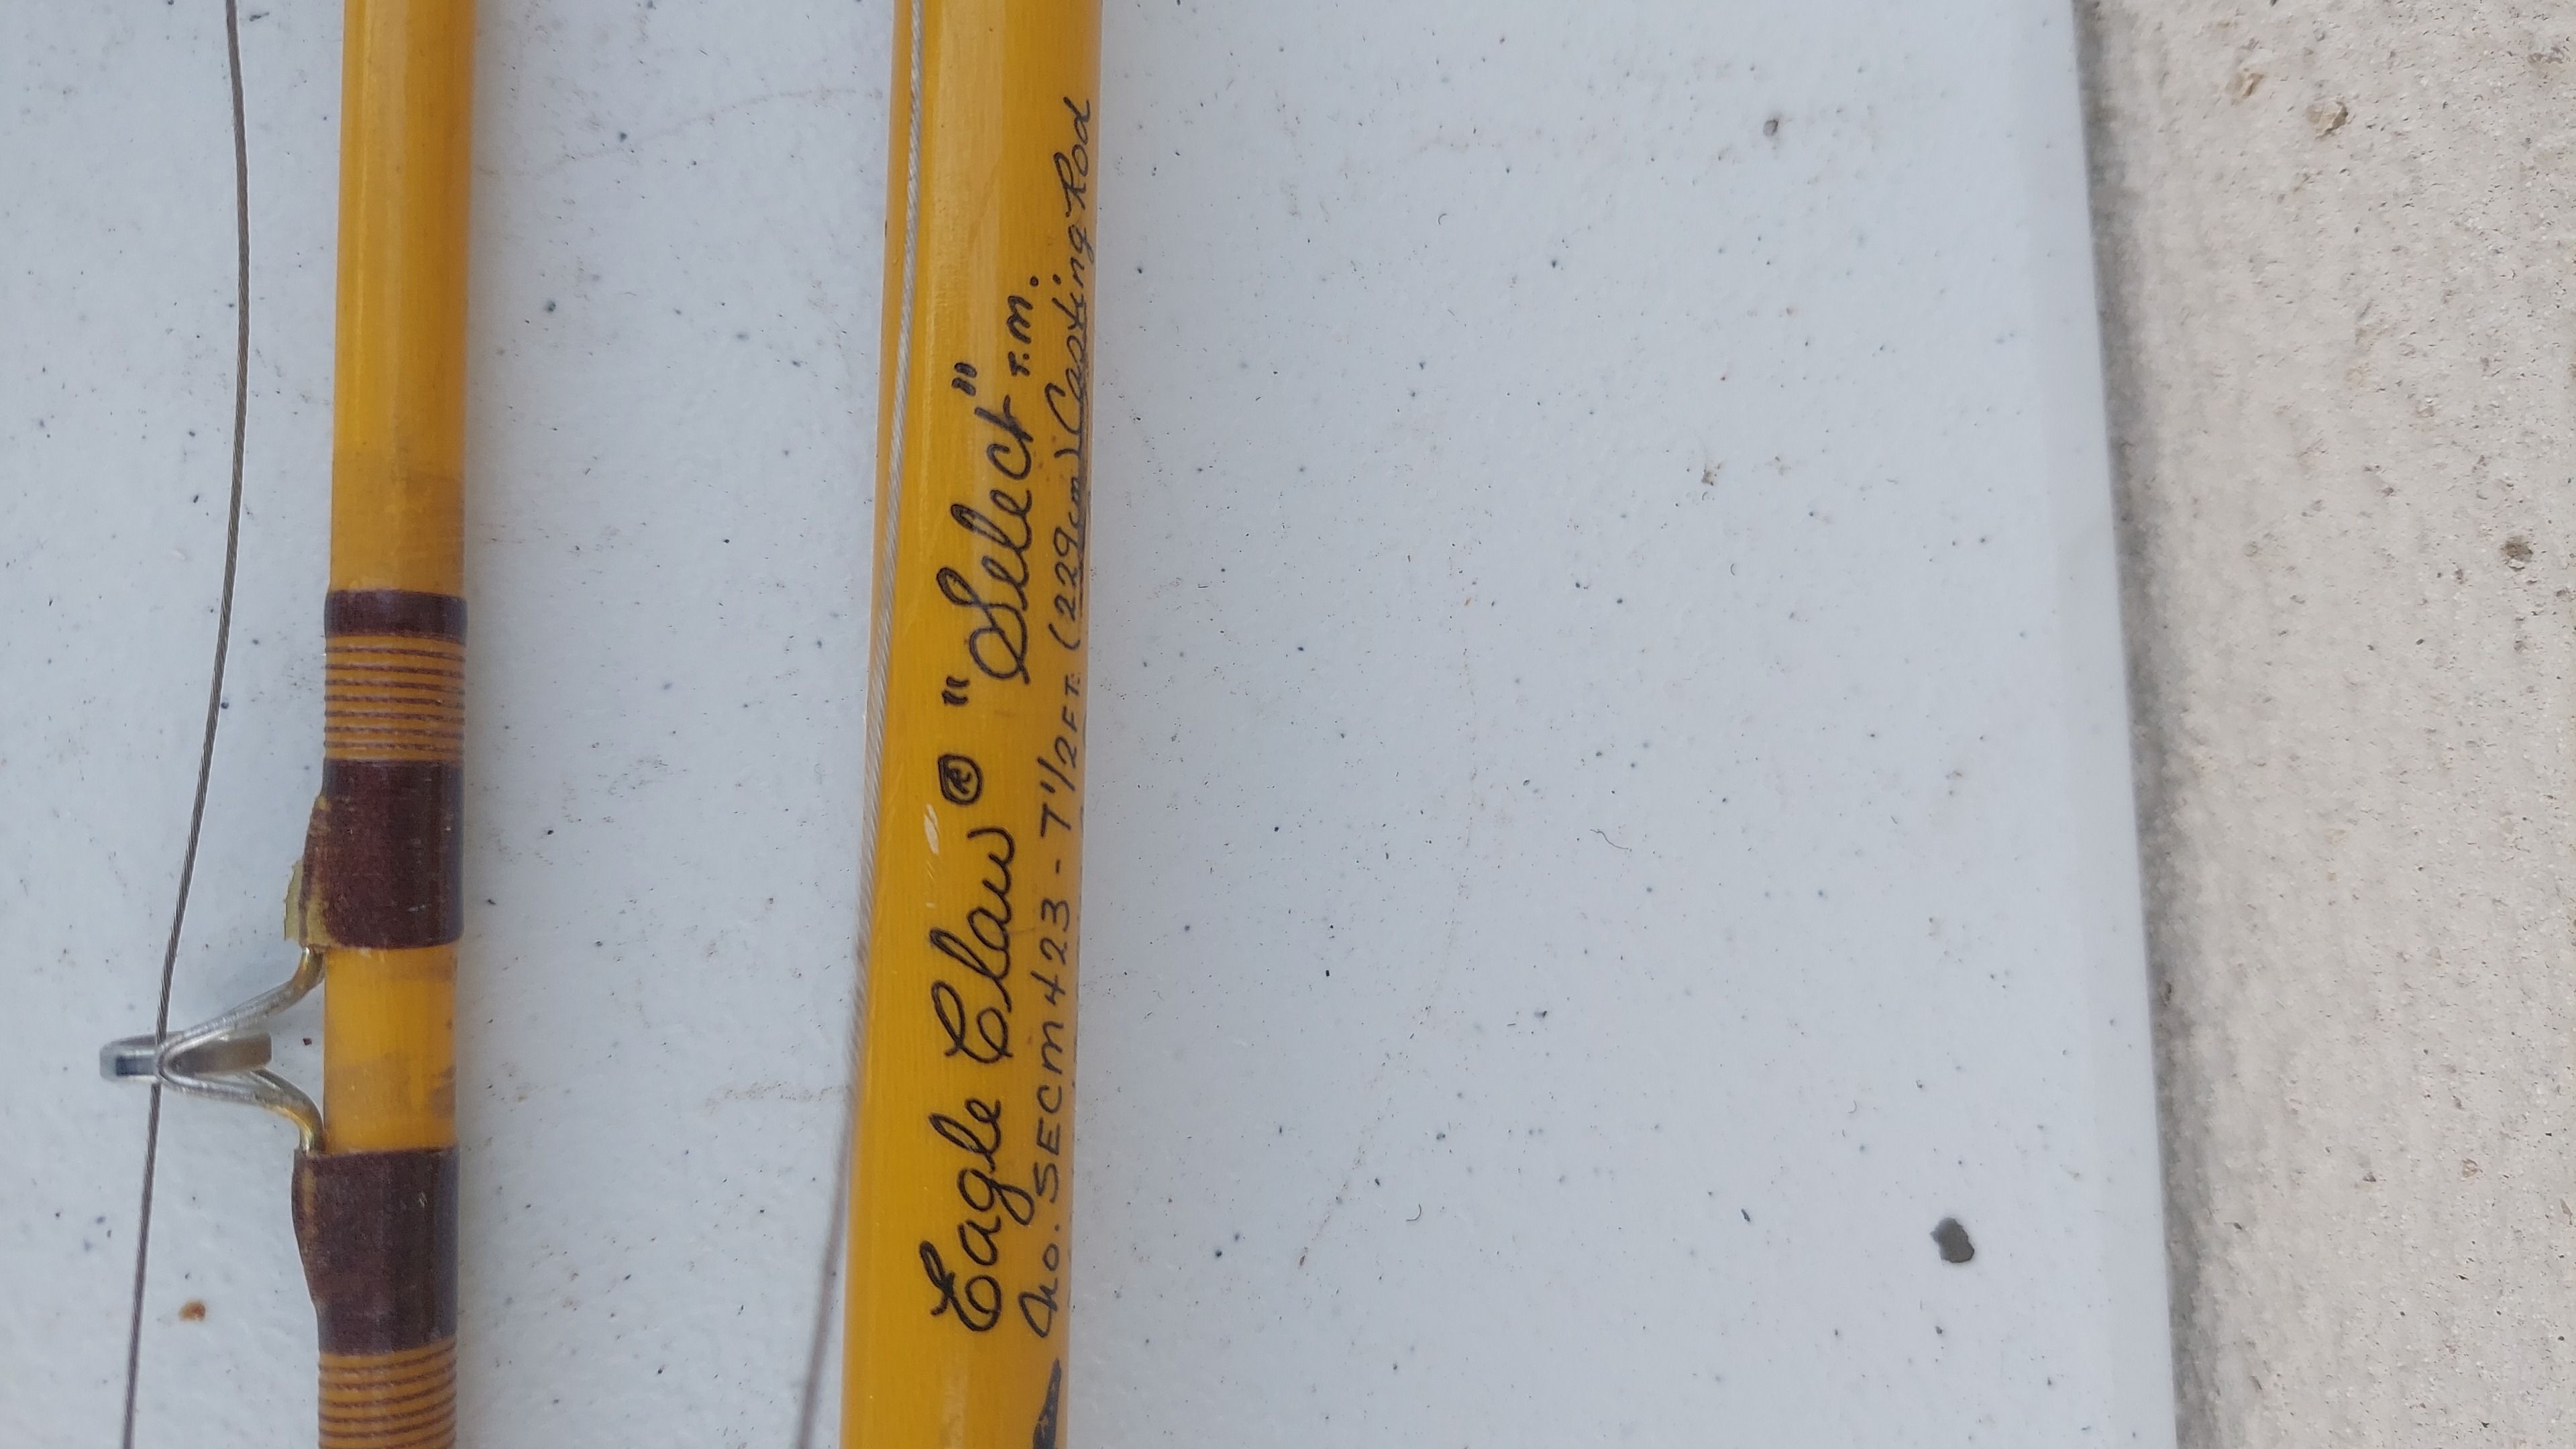 Eagle Claw® "Select" T.M.
No. SECM423 - 7 1/2 FT. (229cm) Casting Rod